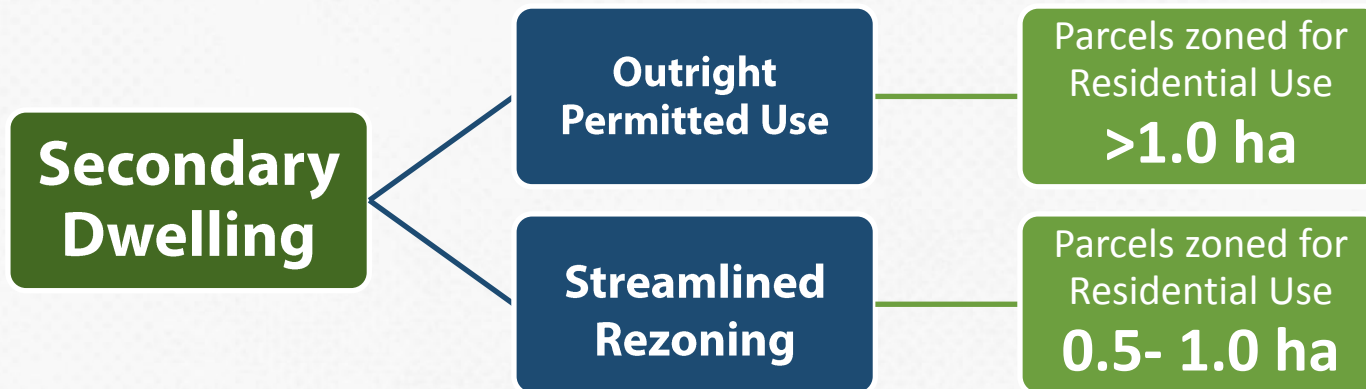 Secondary
Dwelling
Outright
Permitted Use
Parcels zoned for
Residential Use
>1.0 ha
Streamlined
Rezoning
Parcels zoned for
Residential Use
0.5- 1.0 ha